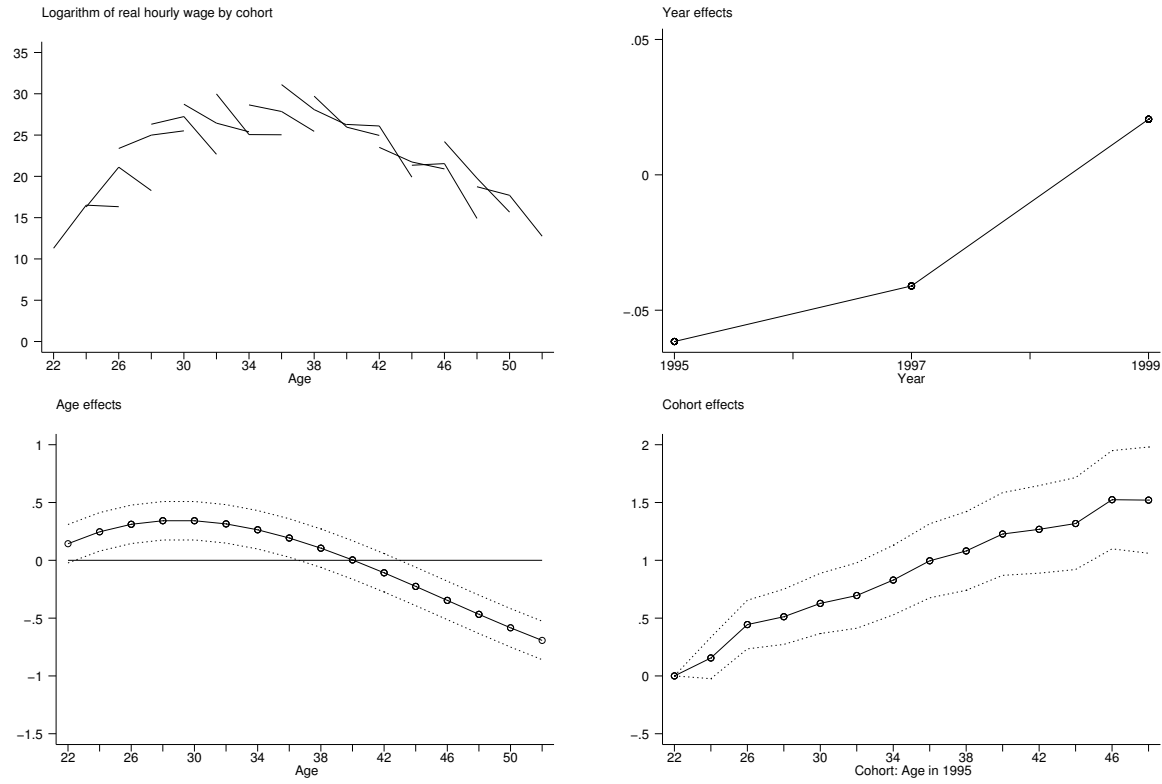 Logarithm of real hourly wage by cohort
35
30
25
20
15
10
5
0
22 26 30 34 38 42 46 50
Age
Year effects
.05
0
−.05
1995 1997 1999
Year
Age effects
1
.5
0
−.5
−1
−1.5
22 26 30 34 38 42 46 50
Age
Cohort effects
2
1.5
1
.5
0
−.5
22 26 30 34 38 42 46
Cohort: Age in 1995